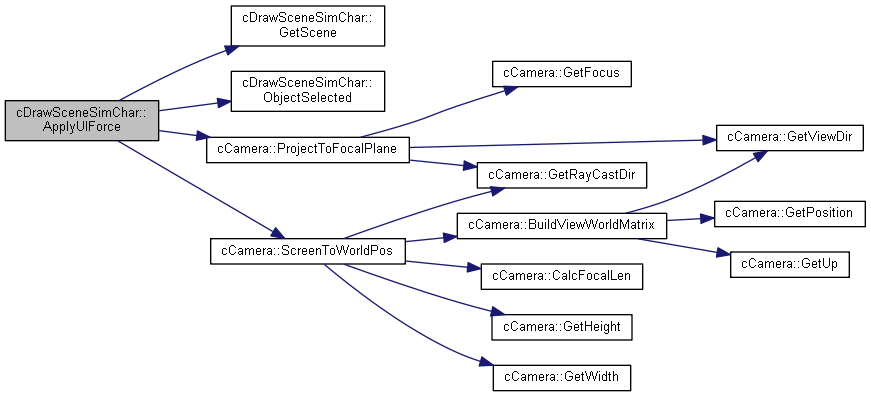 cDrawSceneSimChar::
ApplyUIForce
cDrawSceneSimChar::
GetScene
cDrawSceneSimChar::
ObjectSelected
cCamera::ProjectToFocalPlane
cCamera::ScreenToWorldPos
cCamera::GetFocus
cCamera::GetRayCastDir
cCamera::BuildViewWorldMatrix
cCamera::CalcFocalLen
cCamera::GetHeight
cCamera::GetWidth
cCamera::GetViewDir
cCamera::GetPosition
cCamera::GetUp